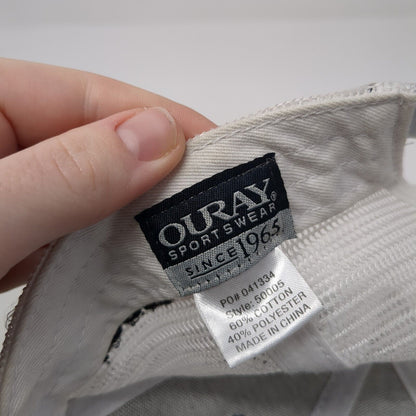 OURAY®
SPORTSWEAR
SINCE 1965
PO# 041334
Style: 50005
60% COTTON
40% POLYESTER
MADE IN CHINA